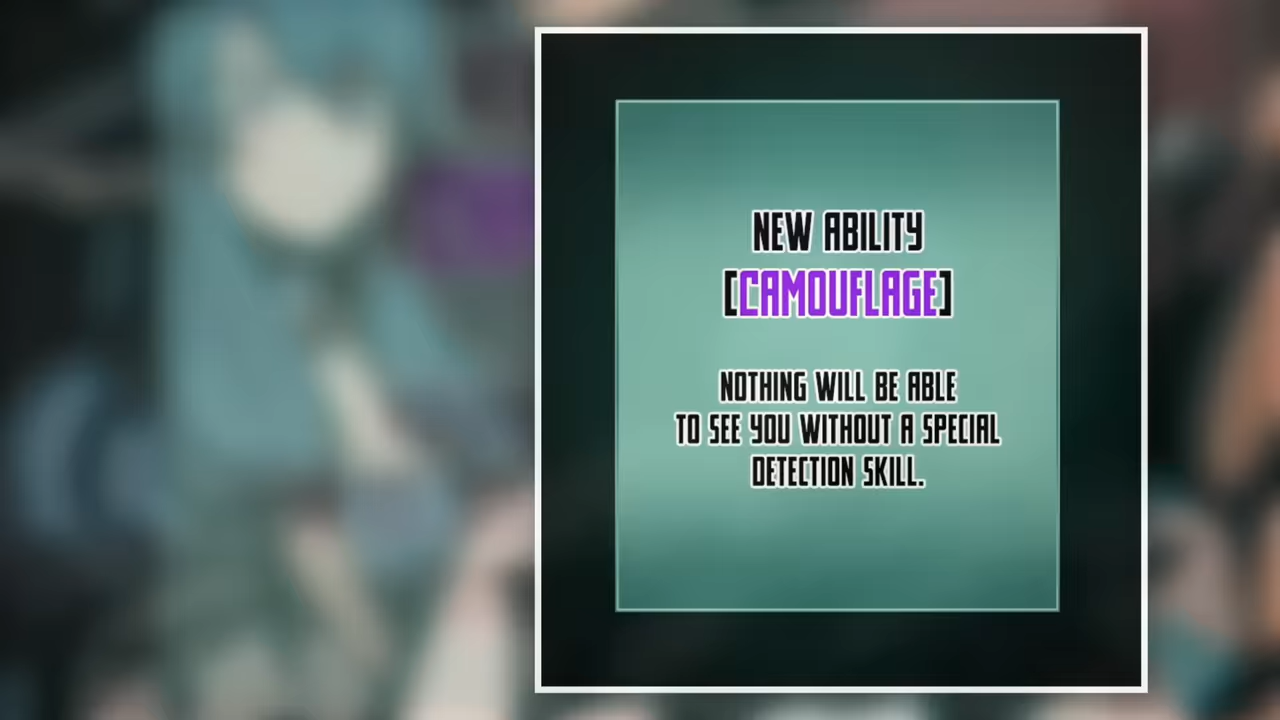 NEW ABILITY
[CAMOUFLAGE]
NOTHING WILL BE ABLE
TO SEE YOU WITHOUT A SPECIAL
DETECTION SKILL.